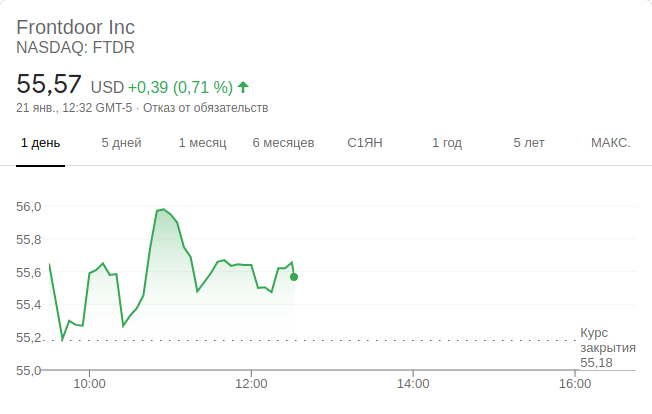 Frontdoor Inc
NASDAQ: FTDR
55,57 USD +0,39 (0,71 %)
21 янв., 12:32 GMT-5 · Отказ от обязательств
1 день 5 дней 1 месяц 6 месяцев С1ЯН 1 год 5 лет МАКС.
56,0
55,8
55,6
55,4
55,2
55,0
Курс
закрытия
55,18
10:00 12:00 14:00 16:00